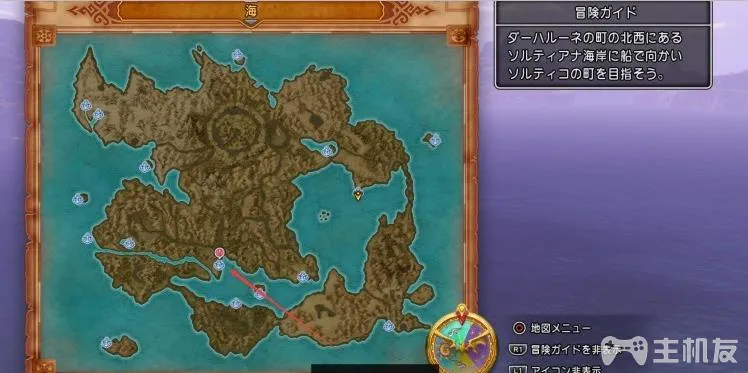 海
冒険ガイド
ダーハルーネの町の北西にある
ソルティアナ海岸に船で向かい
ソルティコの町を目指そう。
地図メニュー
R1 冒険ガイドを非表示
L1 アイコン非表示
主机友